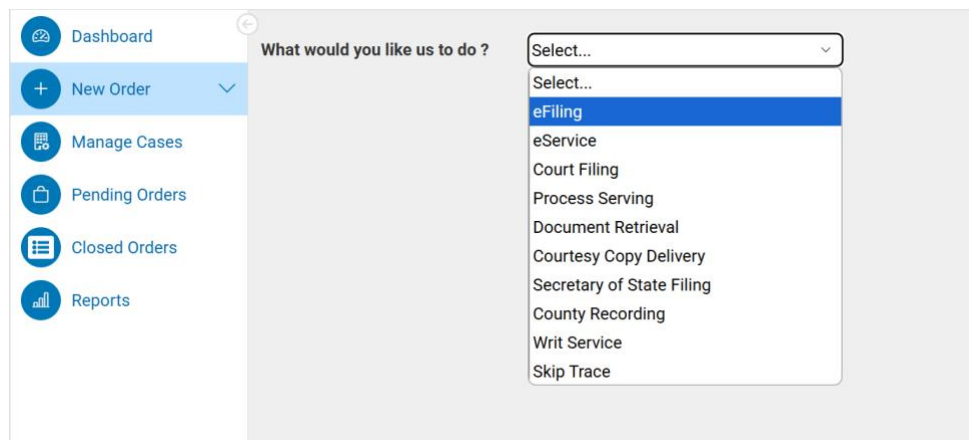 Dashboard
New Order
Manage Cases
Pending Orders
Closed Orders
Reports
What would you like us to do ?
Select...
Select...
eFiling
eService
Court Filing
Process Serving
Document Retrieval
Courtesy Copy Delivery
Secretary of State Filing
County Recording
Writ Service
Skip Trace